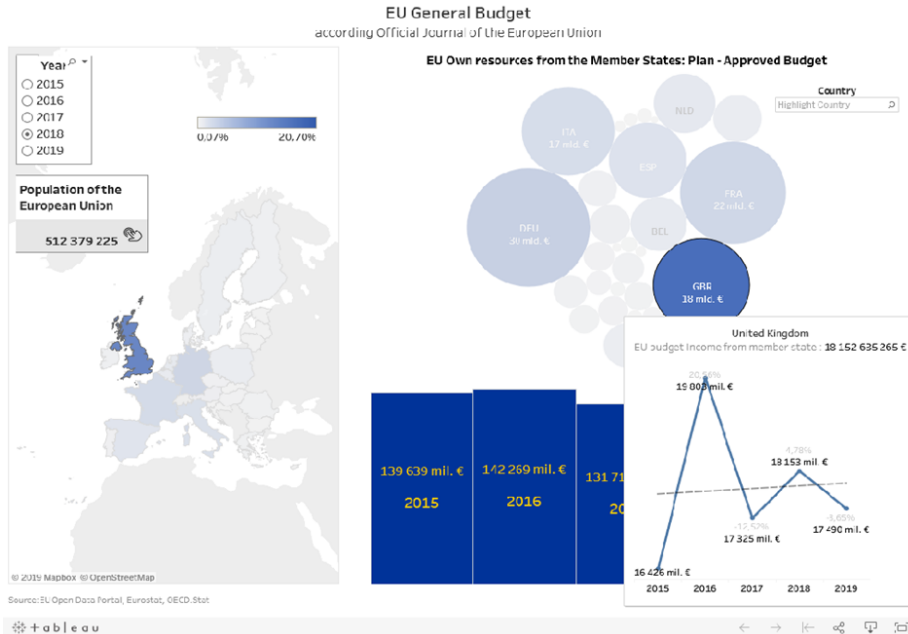 EU General Budget
according Official Journal of the European Union
Year
2015
2016
2017
2018
2019
0,07%
20,70%
Population of the
European Union
512 379 225
© 2019 Mapbox © OpenStreetMap
EU Own resources from the Member States: Plan - Approved Budget
Country
Highlight Country
ITA
17 mld. €
NLD
ESP
FRA
22 mld. €
DEU
30 mld. €
BEL
GBR
18 mld. €
139 639 mil. €
2015
142 269 mil. €
2016
131 71
20
United Kingdom
EU budget Income from member state : 18 152 635 265 €
20,56%
19 803 mil. €
4,78%
18 153 mil. €
-12,52%
17 325 mil. €
-3,65%
17 490 mil. €
16 426 mil. €
2015 2016 2017 2018 2019
Source: EU Open Data Portal, Eurostat, OECD.Stat
+ableau